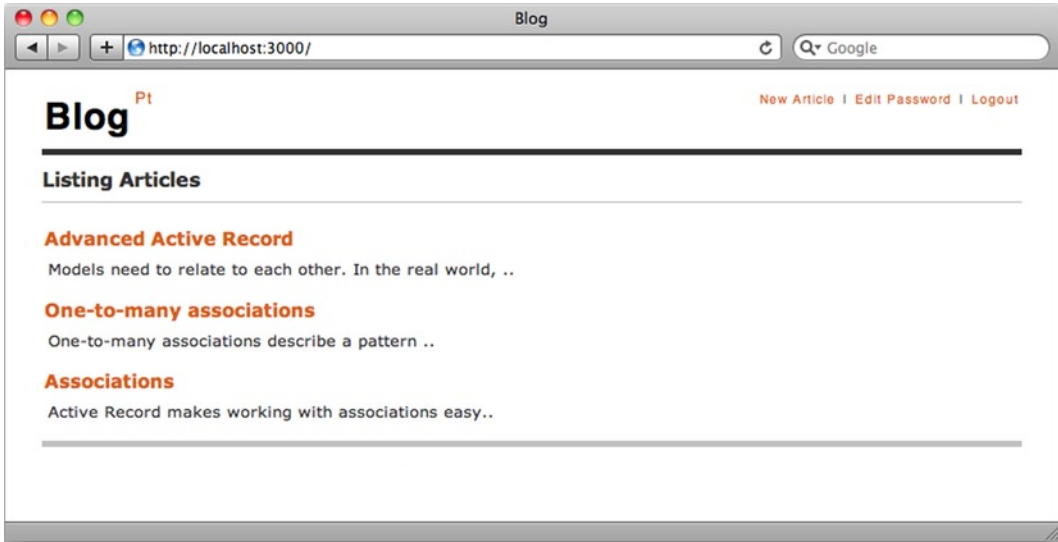 Blog
http://localhost:3000/
Google
Blog Pt
New Article | Edit Password | Logout
Listing Articles
Advanced Active Record
Models need to relate to each other. In the real world, ..
One-to-many associations
One-to-many associations describe a pattern ..
Associations
Active Record makes working with associations easy..